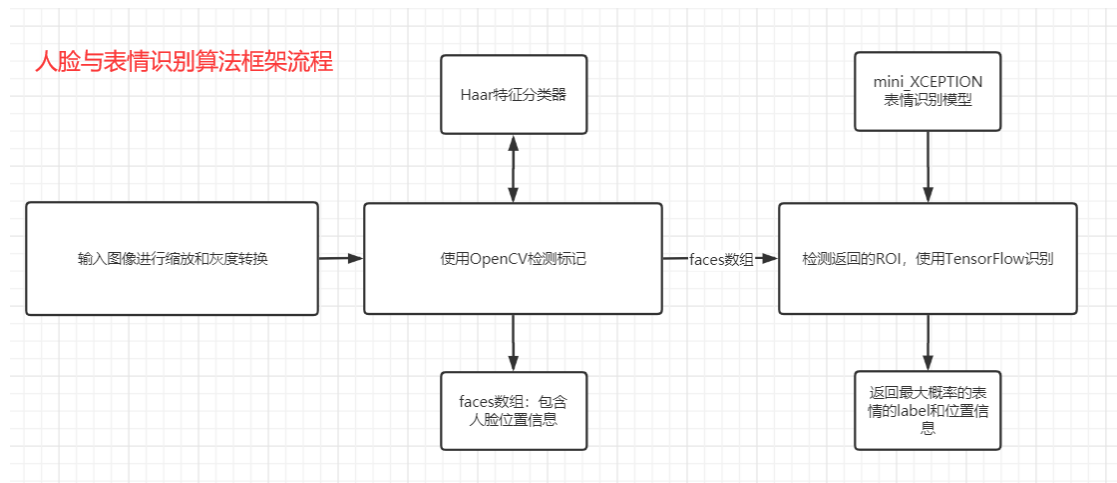 人脸与表情识别算法框架流程
Haar特征分类器
mini_XCEPTION
表情识别模型
输入图像进行缩放和灰度转换
使用OpenCV检测标记
faces数组
检测返回的ROI，使用TensorFlow识别
faces数组：包含
人脸位置信息
返回最大概率的表
情的label和位置信
息